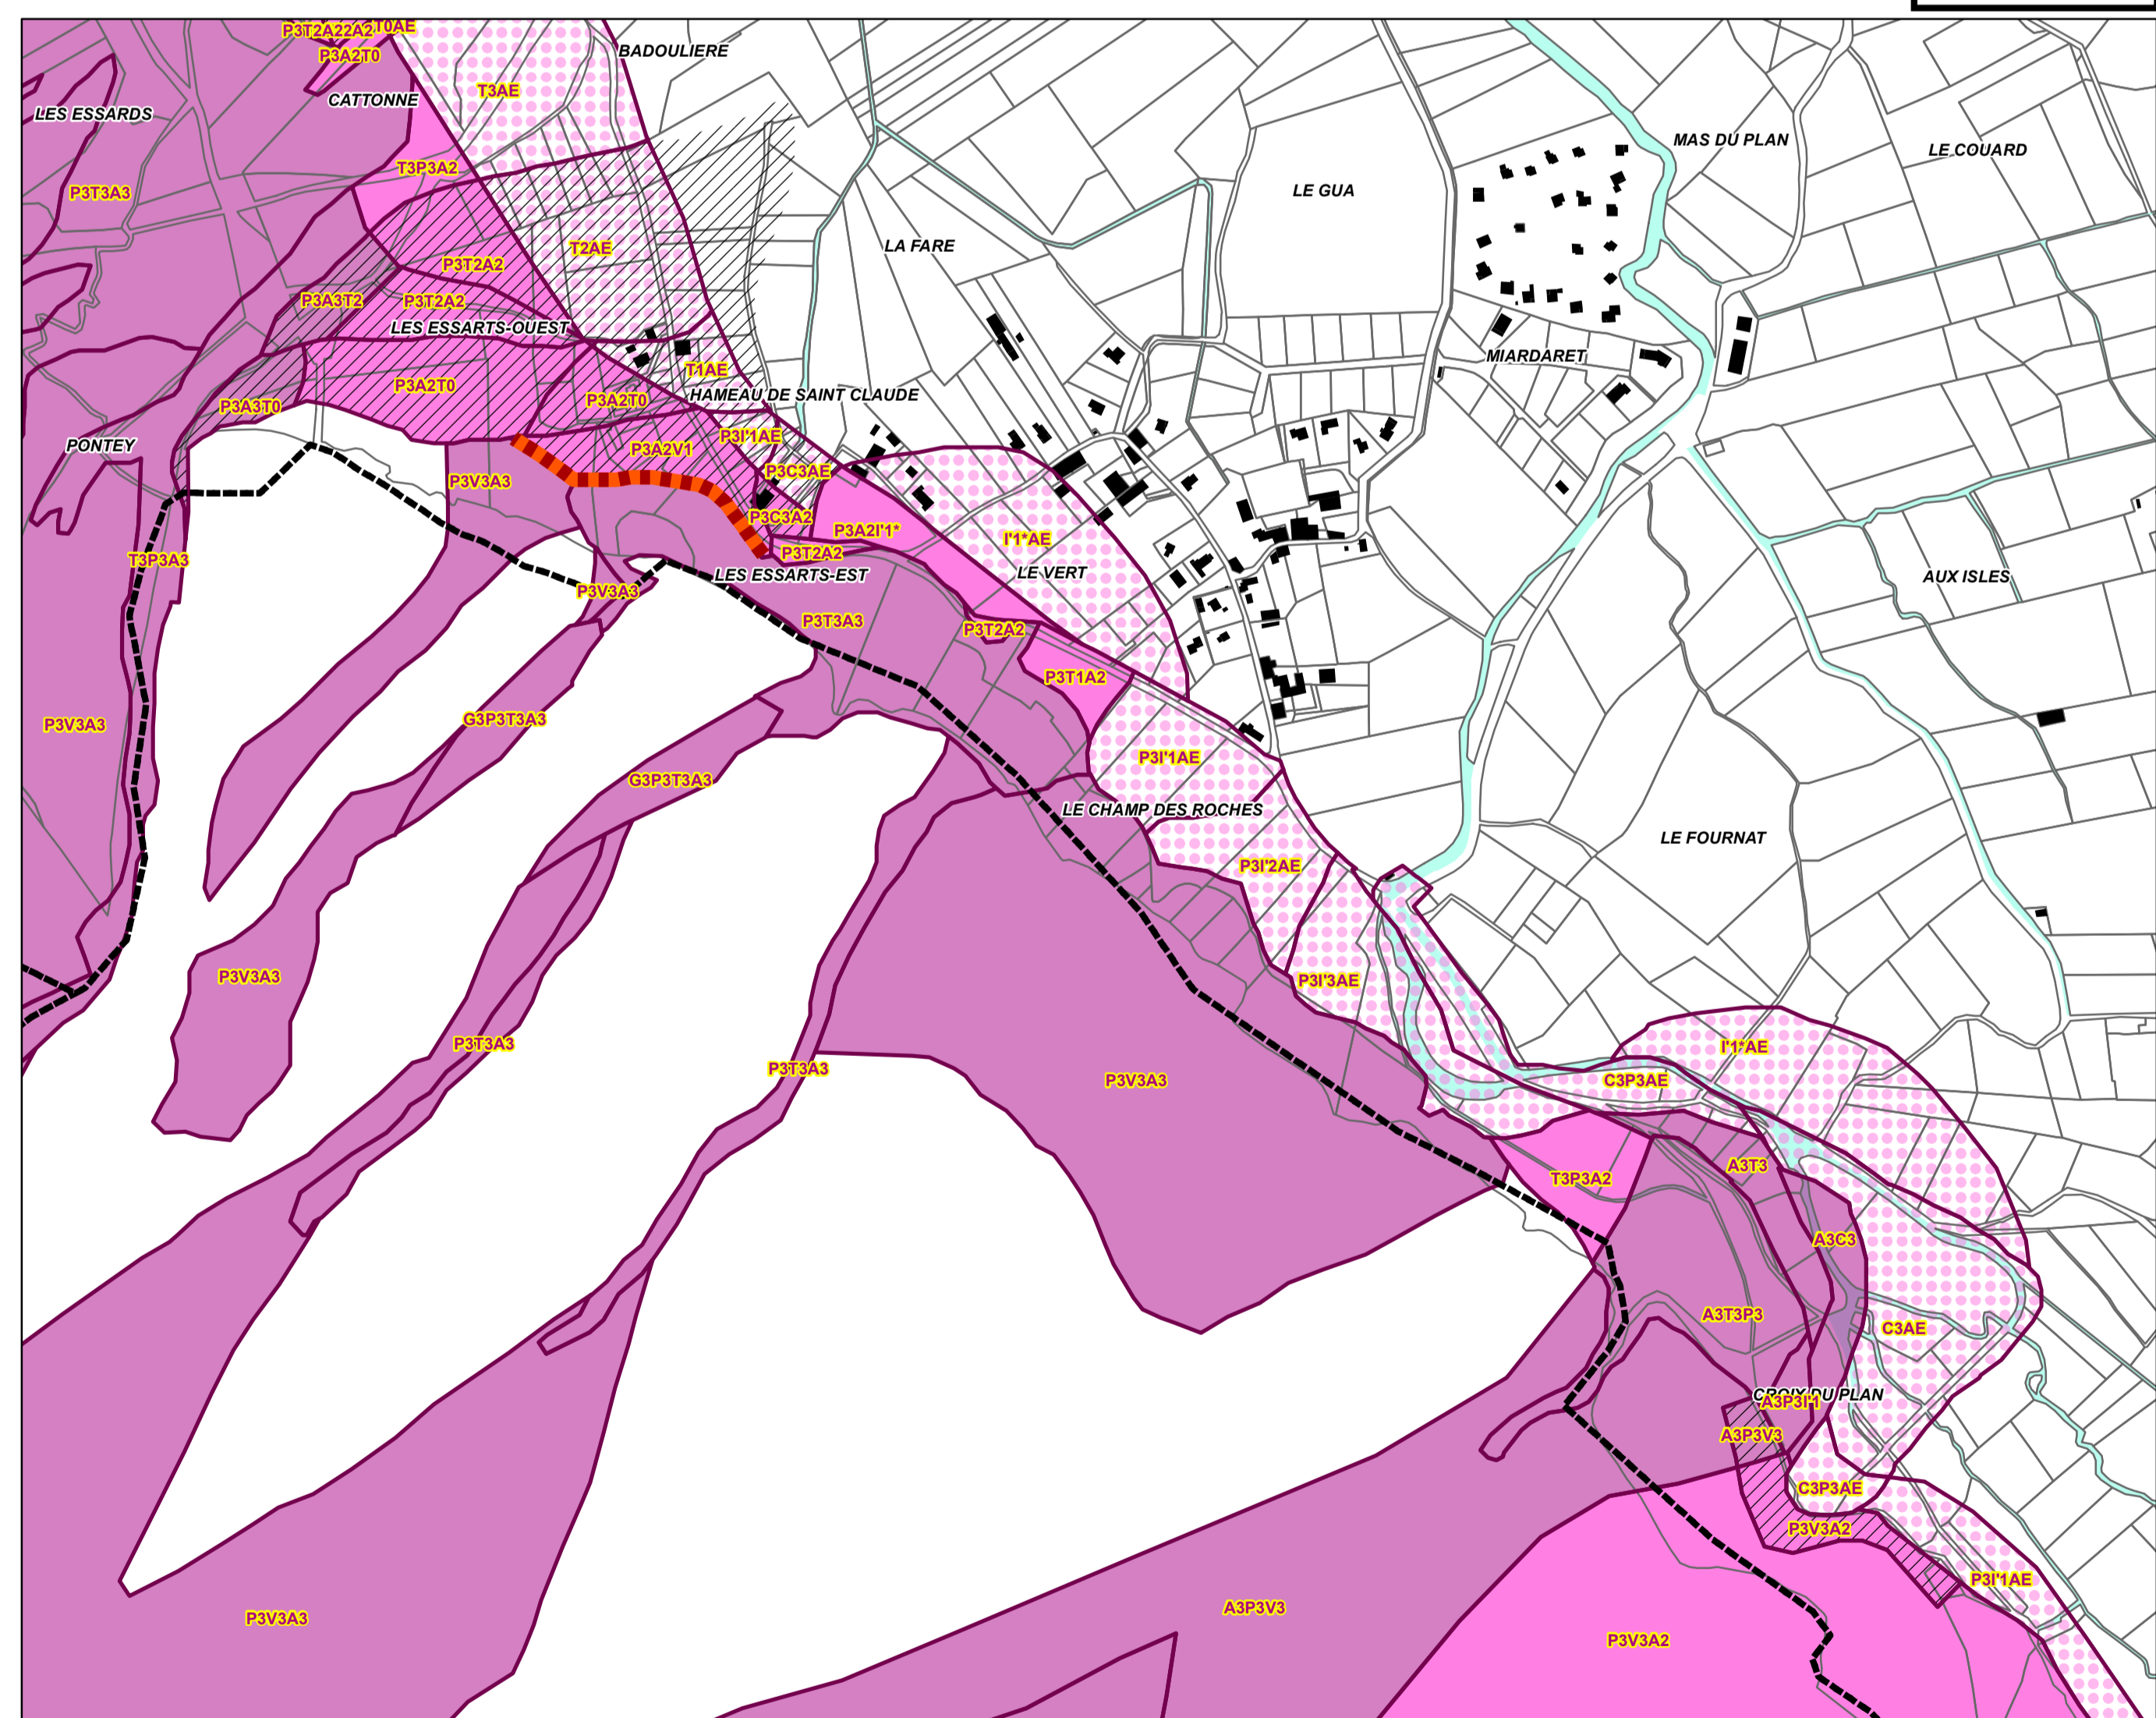 P3T2A22A2
T0AE
BADOULIERE
P3A2T0
T3AE
CATTONNE
LES ESSARDS
MAS DU PLAN
LE COUARD
T3P3A2
P3T3A3
LE GUA
T2AE
LA FARE
P3T2A2
P3A3T2
P3T2A2
LES ESSARTS-OUEST
MIARDARET
T1AE
P3A2T0
HAMEAU DE SAINT CLAUDE
P3A2T0
P3A3T0
P3I'1AE
PONTEY
P3A2V1
P3C3AE
P3V3A3
P3C3A2
P3A2I'1*
I'1*AE
P3T2A2
T3P3A3
LES ESSARTS-EST
LE VERT
AUX ISLES
P3V3A3
P3T3A3
P3T2A2
P3T1A2
G3P3T3A3
P3V3A3
P3I'1AE
G3P3T3A3
LE CHAMP DES ROCHES
LE FOURNAT
P3I'2AE
P3V3A3
P3I'3AE
P3T3A3
I'1*AE
P3T3A3
P3V3A3
C3P3AE
A3T3
T3P3A2
A3C3
A3T3P3
C3AE
CROIX DU PLAN
A3P3I'1
A3P3V3
C3P3AE
P3V3A2
P3I'1AE
A3P3V3
P3V3A3
P3V3A2